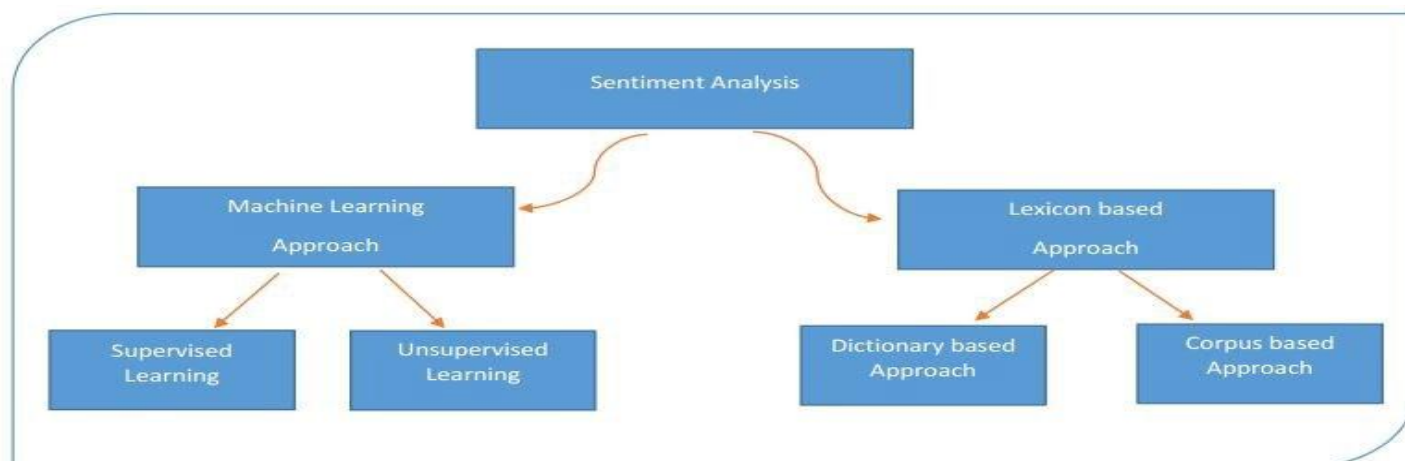 Sentiment Analysis
Machine Learning
Approach
Lexicon based
Approach
Supervised
Learning
Unsupervised
Learning
Dictionary based
Approach
Corpus based
Approach